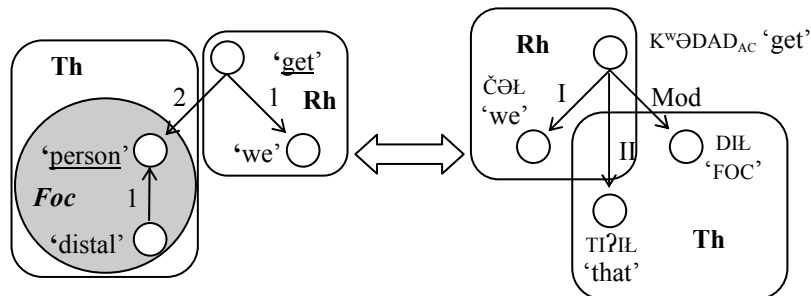 Th
'get'
Rh
2
1
'person'
'we'
Foc
1
'distal'
Rh
KʷƏDADAC 'get'
ČƏŁ
'we'
I
Mod
II
DIŁ
'FOC'
TIʔIŁ
'that'
Th